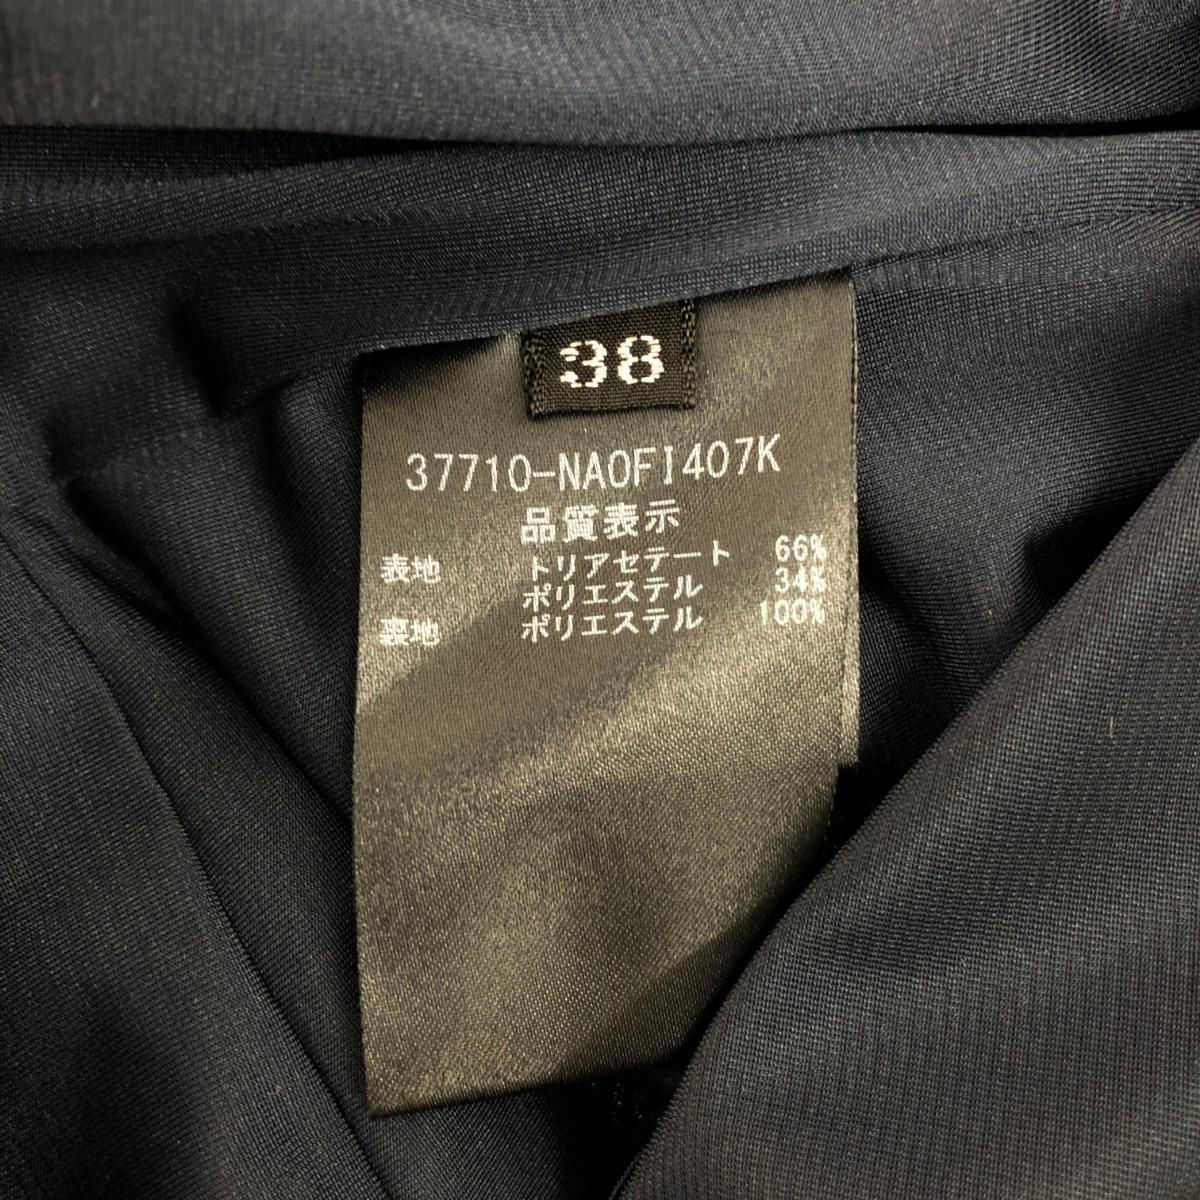 38
37710-NA0FI407K
品質表示
表地 トリアセテート 66%
ポリエステル 34%
裏地 ポリエステル 100%